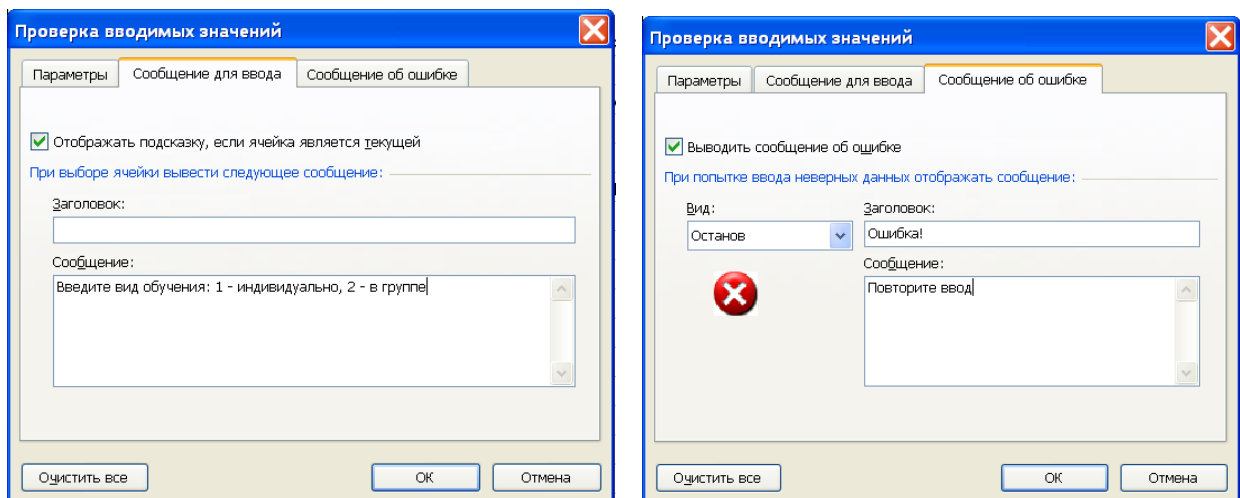 Проверка вводимых значений
Параметры Сообщение для ввода Сообщение об ошибке
Отображать подсказку, если ячейка является текущей
При выборе ячейки вывести следующее сообщение:
Заголовок:
Сообщение:
Введите вид обучения: 1 - индивидуально, 2 - в группе
Очистить все ОК Отмена
Проверка вводимых значений
Параметры Сообщение для ввода Сообщение об ошибке
Выводить сообщение об ошибке
При попытке ввода неверных данных отображать сообщение:
Вид: Заголовок:
Останов Ошибка!
Сообщение:
Повторите ввод
Очистить все ОК Отмена